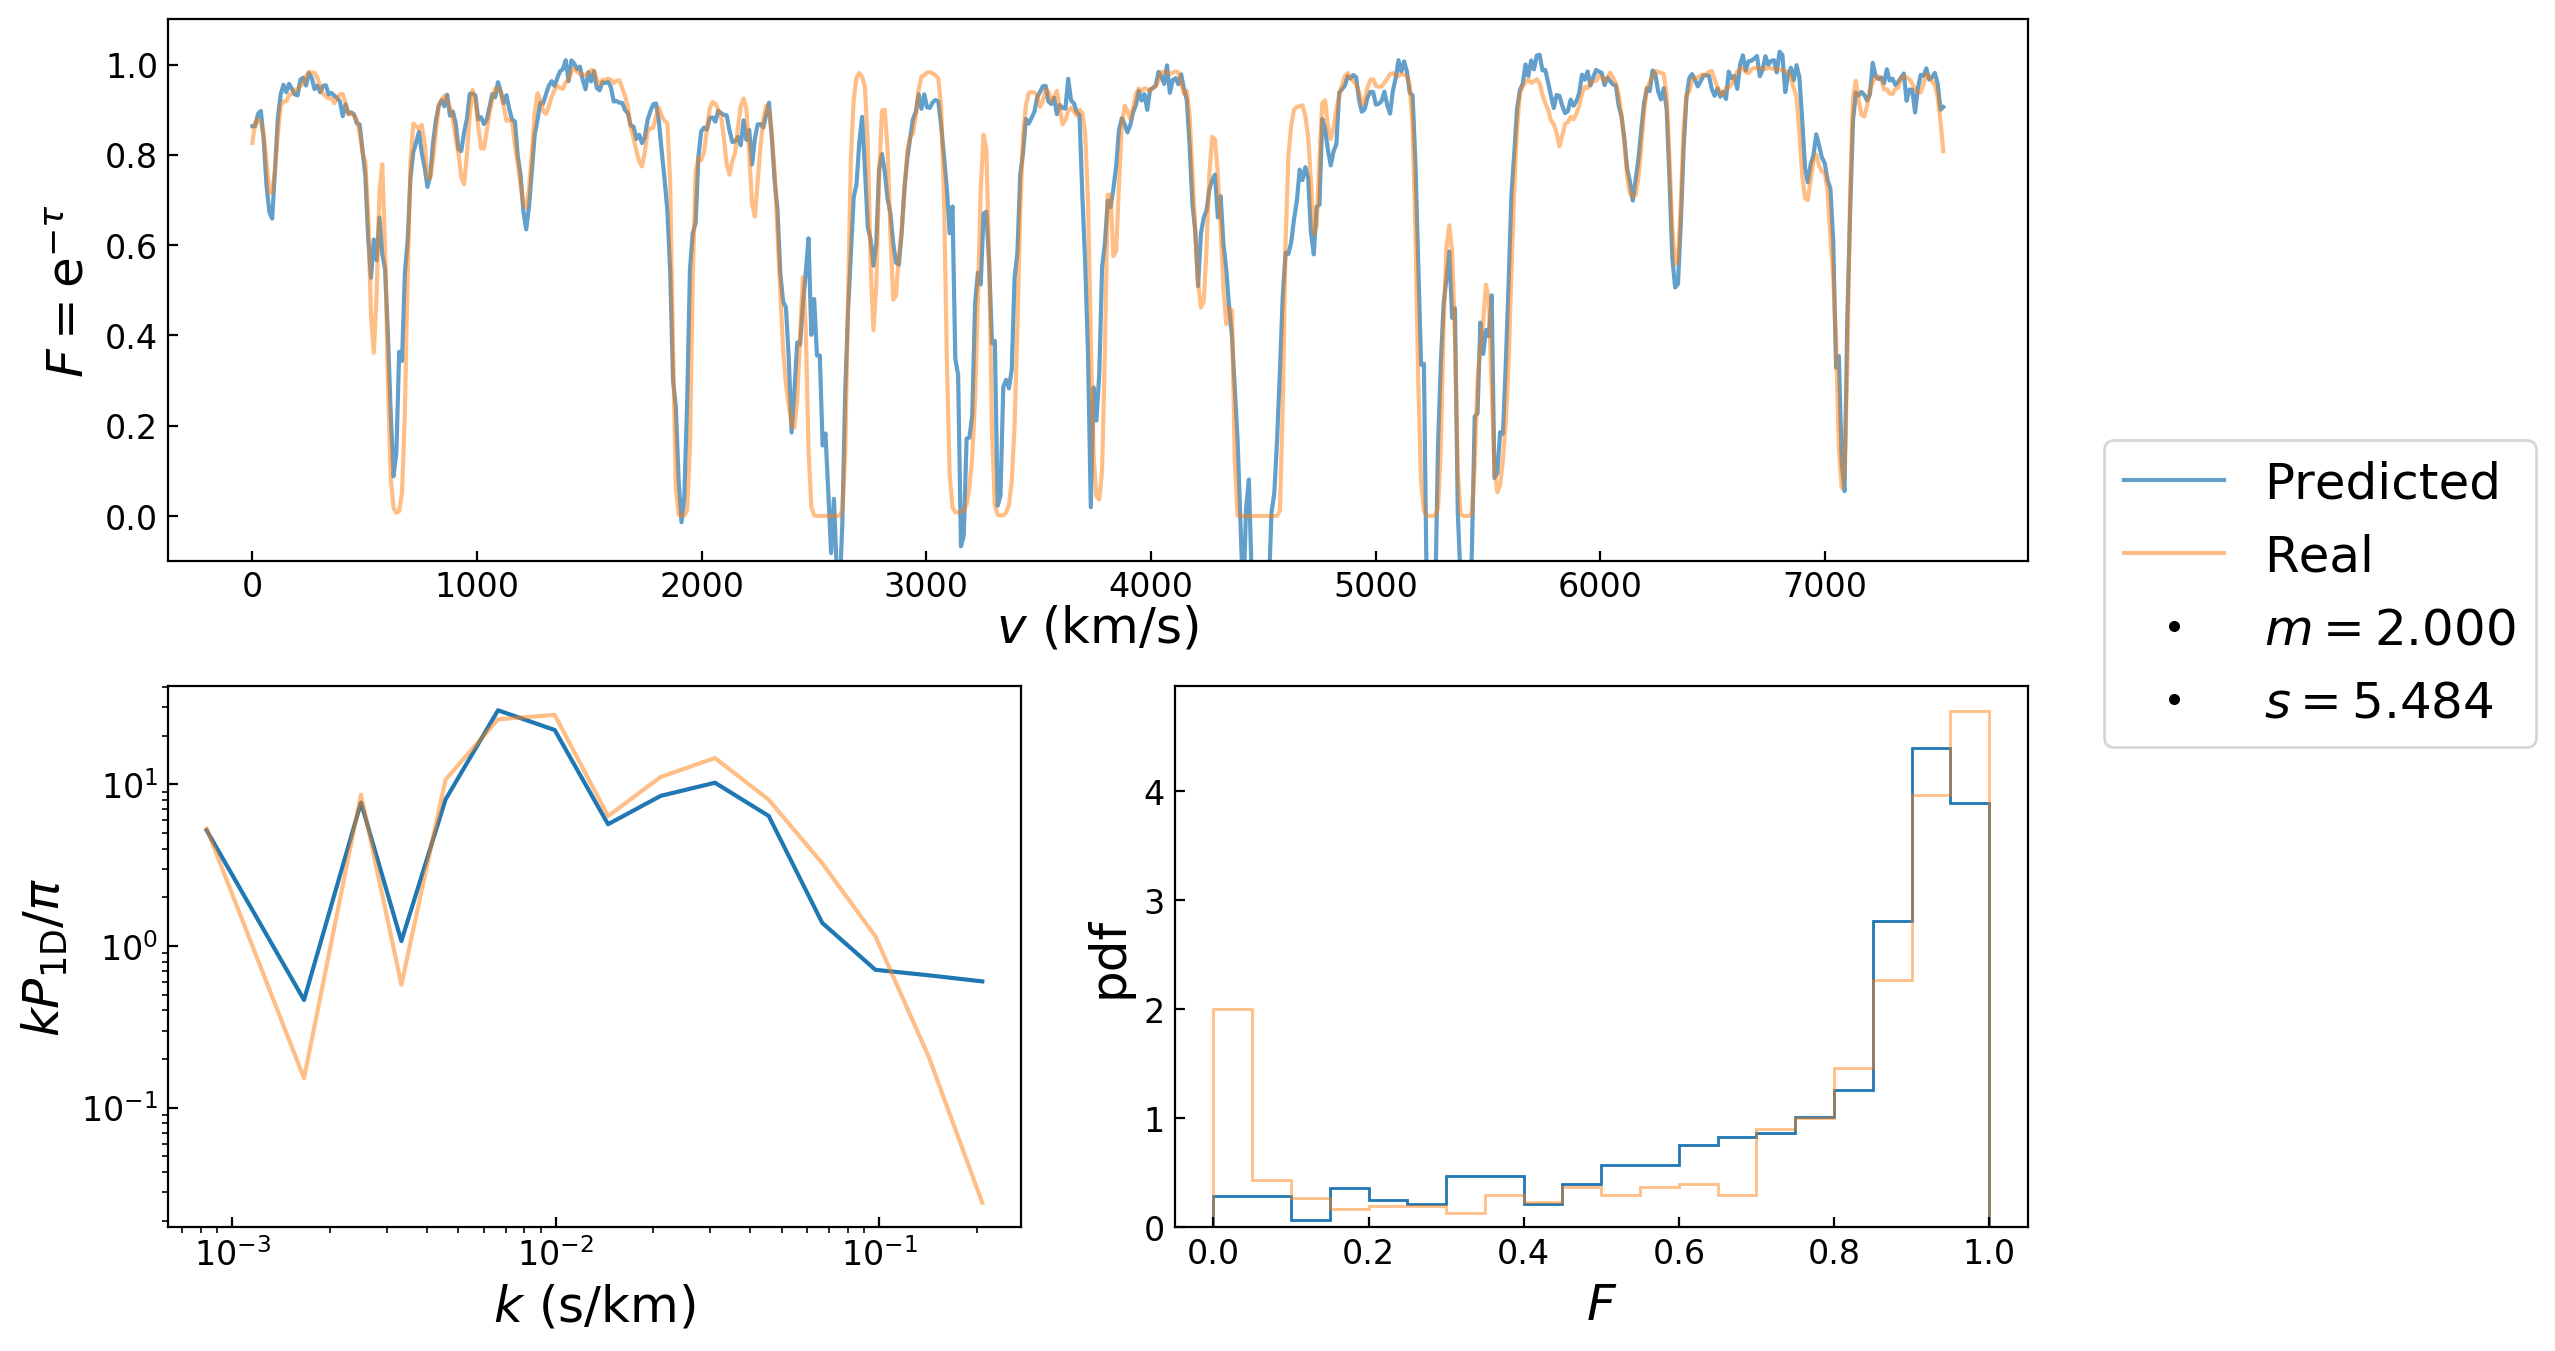 F = e^{−τ}
1.0
0.8
0.6
0.4
0.2
0.0
0 1000 2000 3000 4000 5000 6000 7000
v (km/s)
Predicted
Real
m = 2.000
s = 5.484
kP_{1D}/π
10^1
10^0
10^{−1}
10^{−3} 10^{−2} 10^{−1}
k (s/km)
pdf
4
3
2
1
0
0.0 0.2 0.4 0.6 0.8 1.0
F